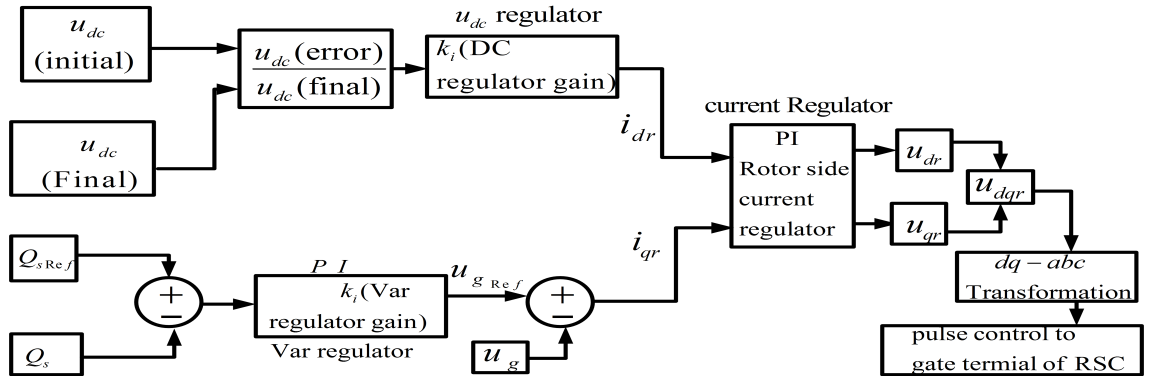 u_dc
(initial)
u_dc
(Final)
u_dc (error)
u_dc (final)
u_dc regulator
k_i (DC
regulator gain)
i_dr
current Regulator
PI
Rotor side
current
regulator
u_dr
u_qr
u_dqr
dq – abc
Transformation
pulse control to
gate termial of RSC
Q_sRef
Q_s
+
−
P I
k_i (Var
regulator gain)
Var regulator
u_gRef
+
−
u_g
i_qr